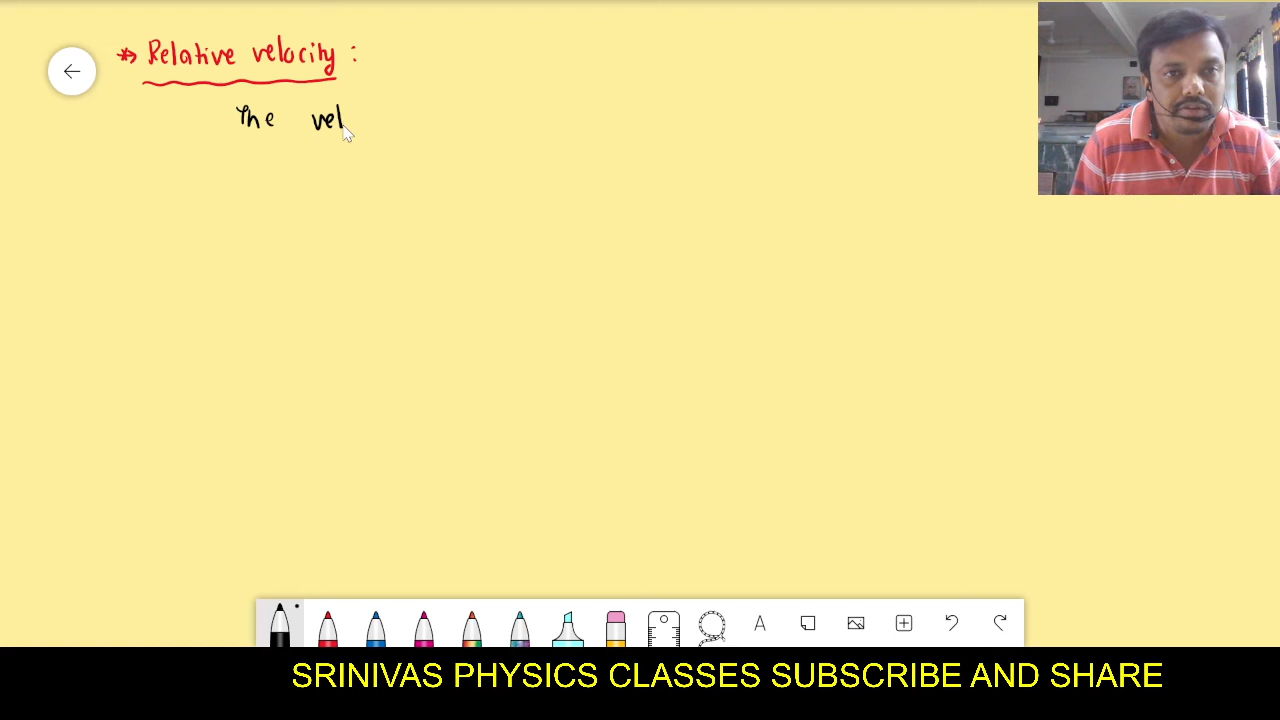 ⁎ Relative velocity :
The vel
A
SRINIVAS PHYSICS CLASSES SUBSCRIBE AND SHARE